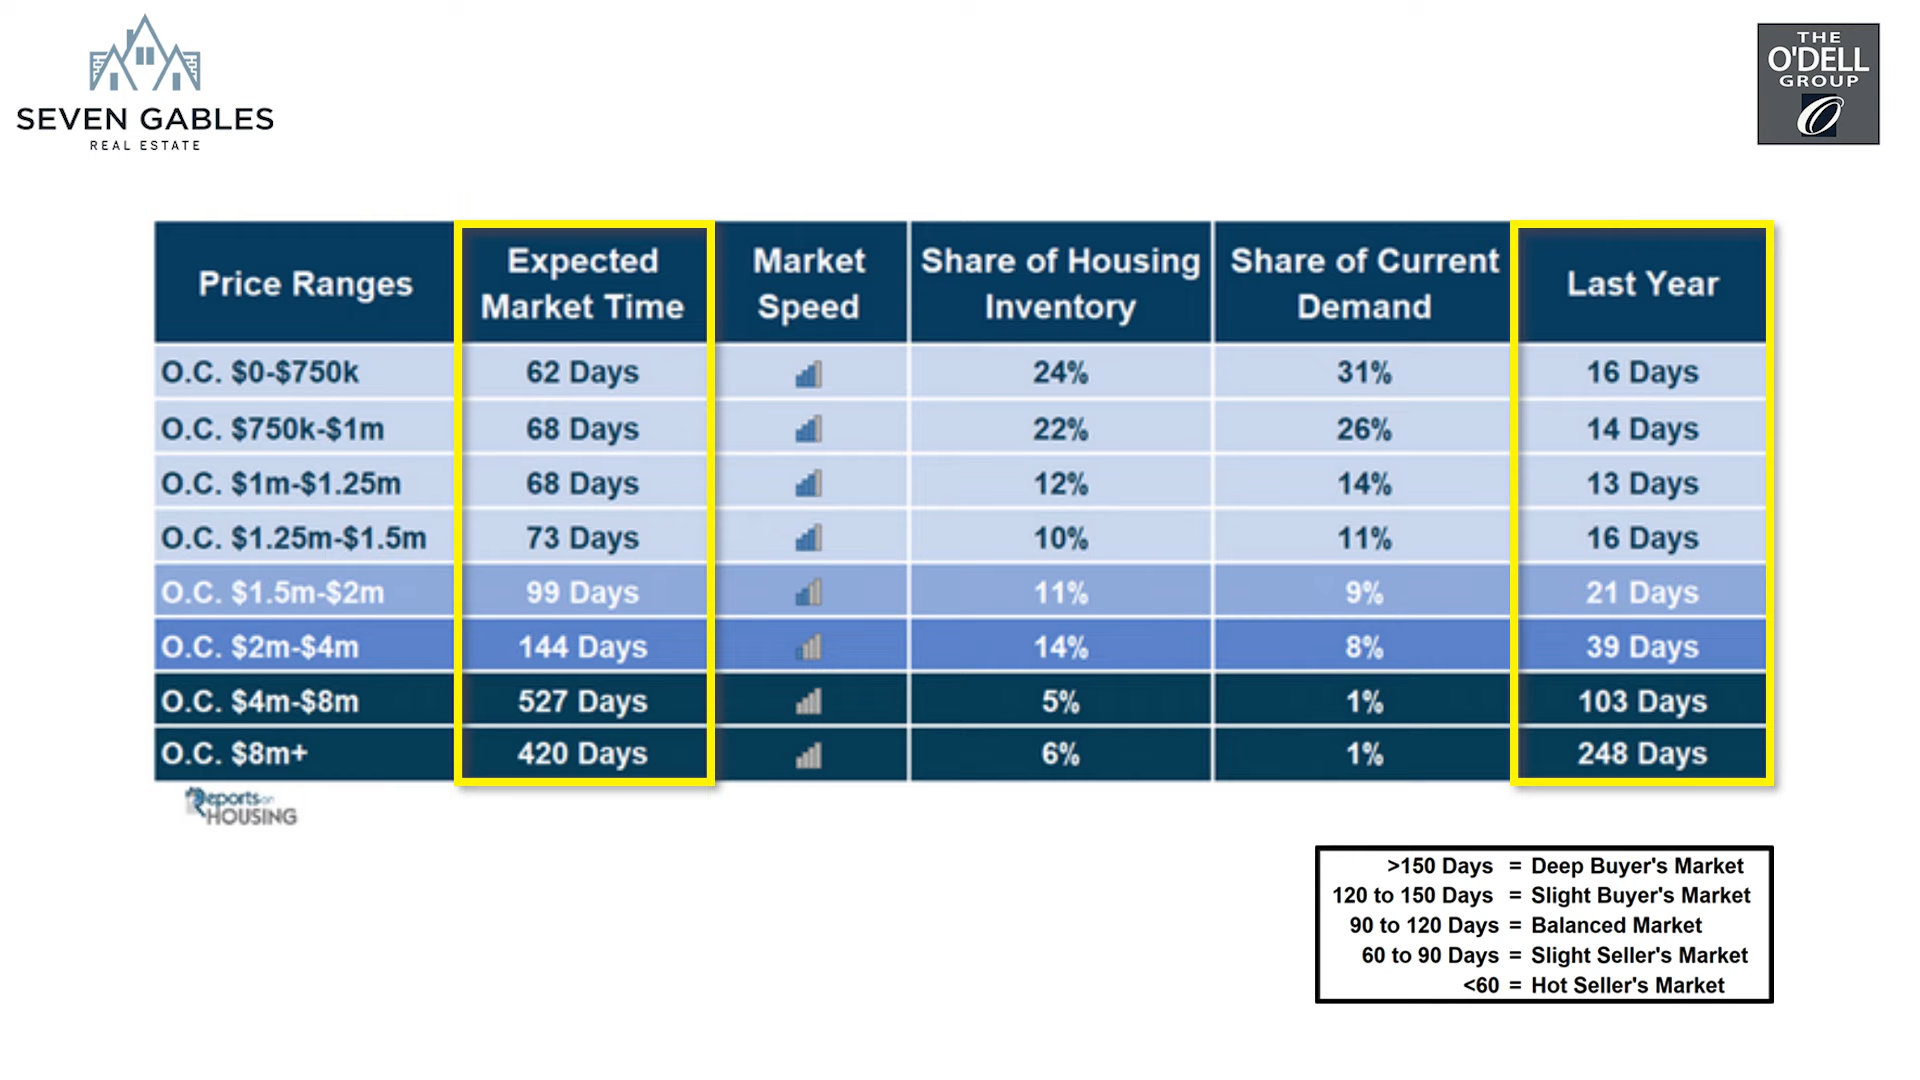 SEVEN GABLES
REAL ESTATE
THE
O'DELL
GROUP
Price Ranges
Expected
Market Time
Market
Speed
Share of Housing
Inventory
Share of Current
Demand
Last Year
O.C. $0-$750k 62 Days 24% 31% 16 Days
O.C. $750k-$1m 68 Days 22% 26% 14 Days
O.C. $1m-$1.25m 68 Days 12% 14% 13 Days
O.C. $1.25m-$1.5m 73 Days 10% 11% 16 Days
O.C. $1.5m-$2m 99 Days 11% 9% 21 Days
O.C. $2m-$4m 144 Days 14% 8% 39 Days
O.C. $4m-$8m 527 Days 5% 1% 103 Days
O.C. $8m+ 420 Days 6% 1% 248 Days
Reports on
HOUSING
>150 Days = Deep Buyer's Market
120 to 150 Days = Slight Buyer's Market
90 to 120 Days = Balanced Market
60 to 90 Days = Slight Seller's Market
<60 = Hot Seller's Market